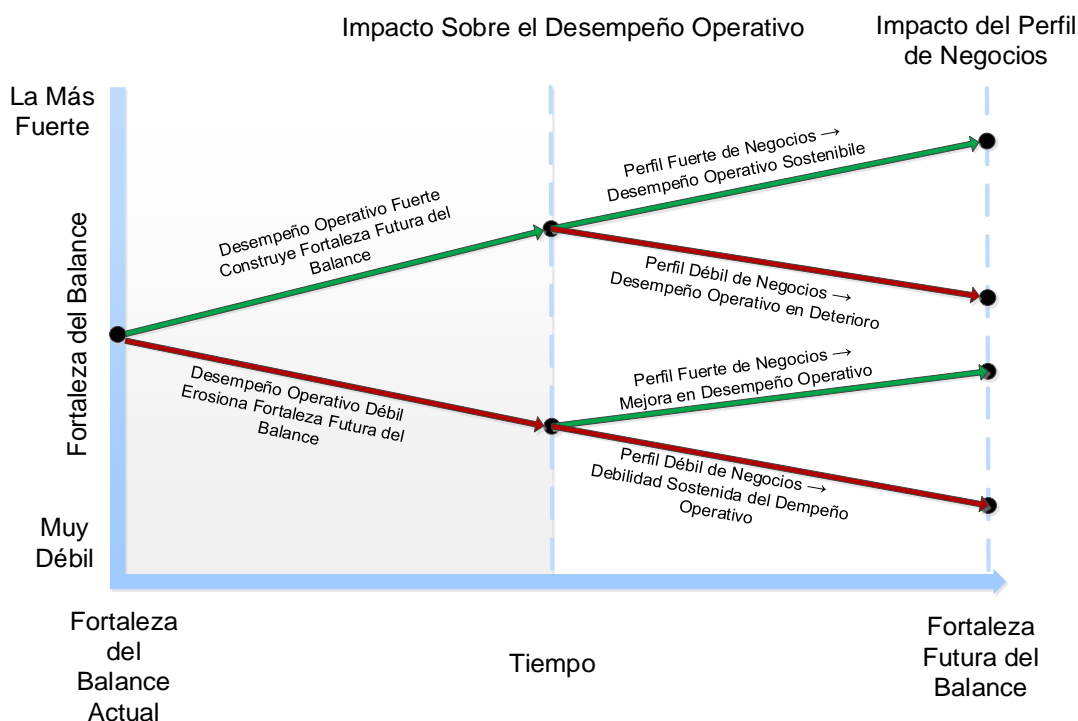 Impacto Sobre el Desempeño Operativo
Impacto del Perfil
de Negocios
La Más
Fuerte
Fortaleza del Balance
Muy
Débil
Desempeño Operativo Fuerte
Construye Fortaleza Futura del
Balance
Desempeño Operativo Débil
Erosiona Fortaleza Futura del
Balance
Perfil Fuerte de Negocios →
Desempeño Operativo Sostenibile
Perfil Débil de Negocios →
Desempeño Operativo en Deterioro
Perfil Fuerte de Negocios →
Mejora en Desempeño Operativo
Perfil Débil de Negocios →
Debilidad Sostenida del Dempeño
Operativo
Fortaleza
del
Balance
Actual
Tiempo
Fortaleza
Futura del
Balance